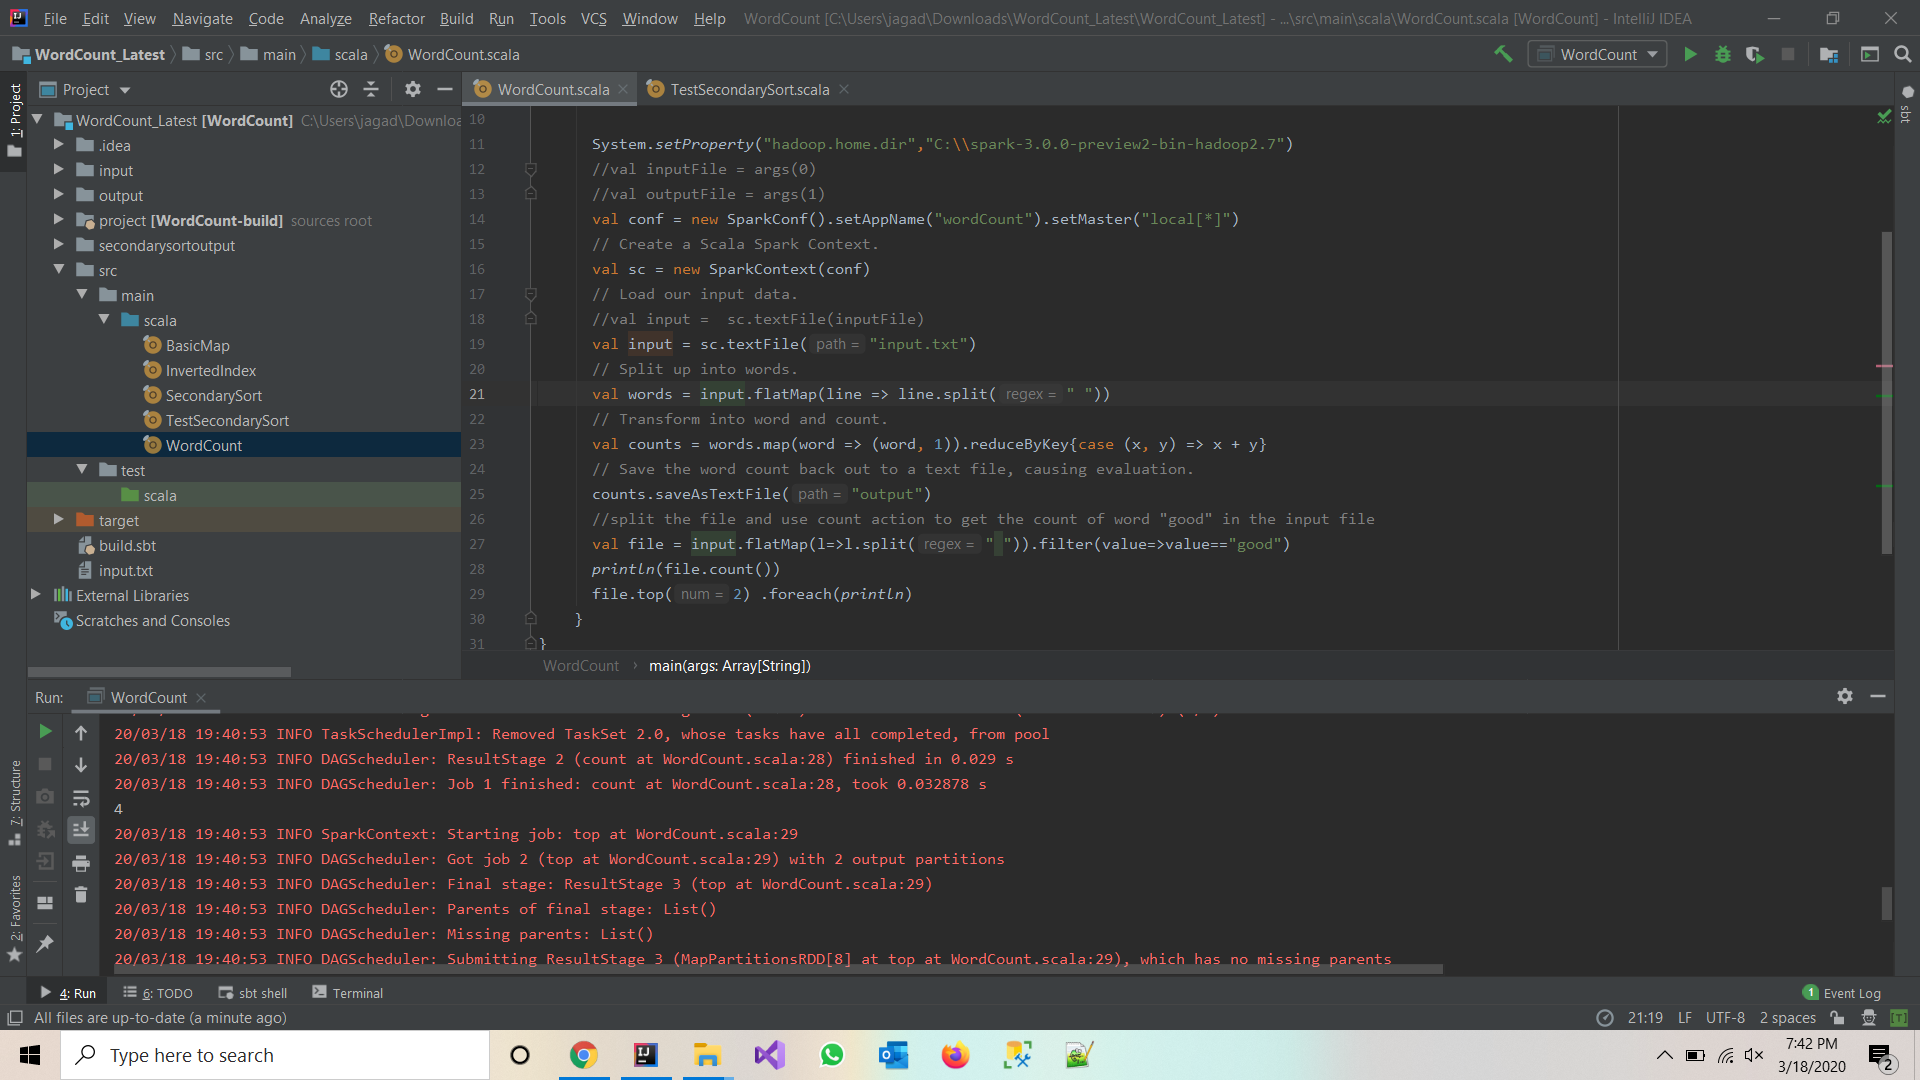 File Edit View Navigate Code Analyze Refactor Build Run Tools VCS Window Help WordCount [C:\Users\jagad\Downloads\WordCount_Latest\WordCount_Latest] - ...\src\main\scala\WordCount.scala [WordCount] - IntelliJ IDEA
WordCount_Latest src main scala WordCount.scala WordCount
Project WordCount.scala TestSecondarySort.scala
1: Project
sbt
WordCount_Latest [WordCount] C:\Users\jagad\Downloa
.idea
input
output
project [WordCount-build] sources root
secondarysortoutput
src
main
scala
BasicMap
InvertedIndex
SecondarySort
TestSecondarySort
WordCount
test
scala
target
build.sbt
input.txt
External Libraries
Scratches and Consoles
10
11 System.setProperty("hadoop.home.dir","C:\\spark-3.0.0-preview2-bin-hadoop2.7")
12 //val inputFile = args(0)
13 //val outputFile = args(1)
14 val conf = new SparkConf().setAppName("wordCount").setMaster("local[*]")
15 // Create a Scala Spark Context.
16 val sc = new SparkContext(conf)
17 // Load our input data.
18 //val input =  sc.textFile(inputFile)
19 val input = sc.textFile( path = "input.txt")
20 // Split up into words.
21 val words = input.flatMap(line => line.split( regex = " "))
22 // Transform into word and count.
23 val counts = words.map(word => (word, 1)).reduceByKey{case (x, y) => x + y}
24 // Save the word count back out to a text file, causing evaluation.
25 counts.saveAsTextFile( path = "output")
26 //split the file and use count action to get the count of word "good" in the input file
27 val file = input.flatMap(l=>l.split( regex = " ")).filter(value=>value=="good")
28 println(file.count())
29 file.top( num = 2) .foreach(println)
30 }
31 }
WordCount › main(args: Array[String])
Run: WordCount
7: Structure
2: Favorites
20/03/18 19:40:53 INFO TaskSchedulerImpl: Removed TaskSet 2.0, whose tasks have all completed, from pool
20/03/18 19:40:53 INFO DAGScheduler: ResultStage 2 (count at WordCount.scala:28) finished in 0.029 s
20/03/18 19:40:53 INFO DAGScheduler: Job 1 finished: count at WordCount.scala:28, took 0.032878 s
4
20/03/18 19:40:53 INFO SparkContext: Starting job: top at WordCount.scala:29
20/03/18 19:40:53 INFO DAGScheduler: Got job 2 (top at WordCount.scala:29) with 2 output partitions
20/03/18 19:40:53 INFO DAGScheduler: Final stage: ResultStage 3 (top at WordCount.scala:29)
20/03/18 19:40:53 INFO DAGScheduler: Parents of final stage: List()
20/03/18 19:40:53 INFO DAGScheduler: Missing parents: List()
20/03/18 19:40:53 INFO DAGScheduler: Submitting ResultStage 3 (MapPartitionsRDD[8] at top at WordCount.scala:29), which has no missing parents
4: Run 6: TODO sbt shell Terminal 1 Event Log
All files are up-to-date (a minute ago) 21:19 LF UTF-8 2 spaces [T]
Type here to search
7:42 PM
3/18/2020
2